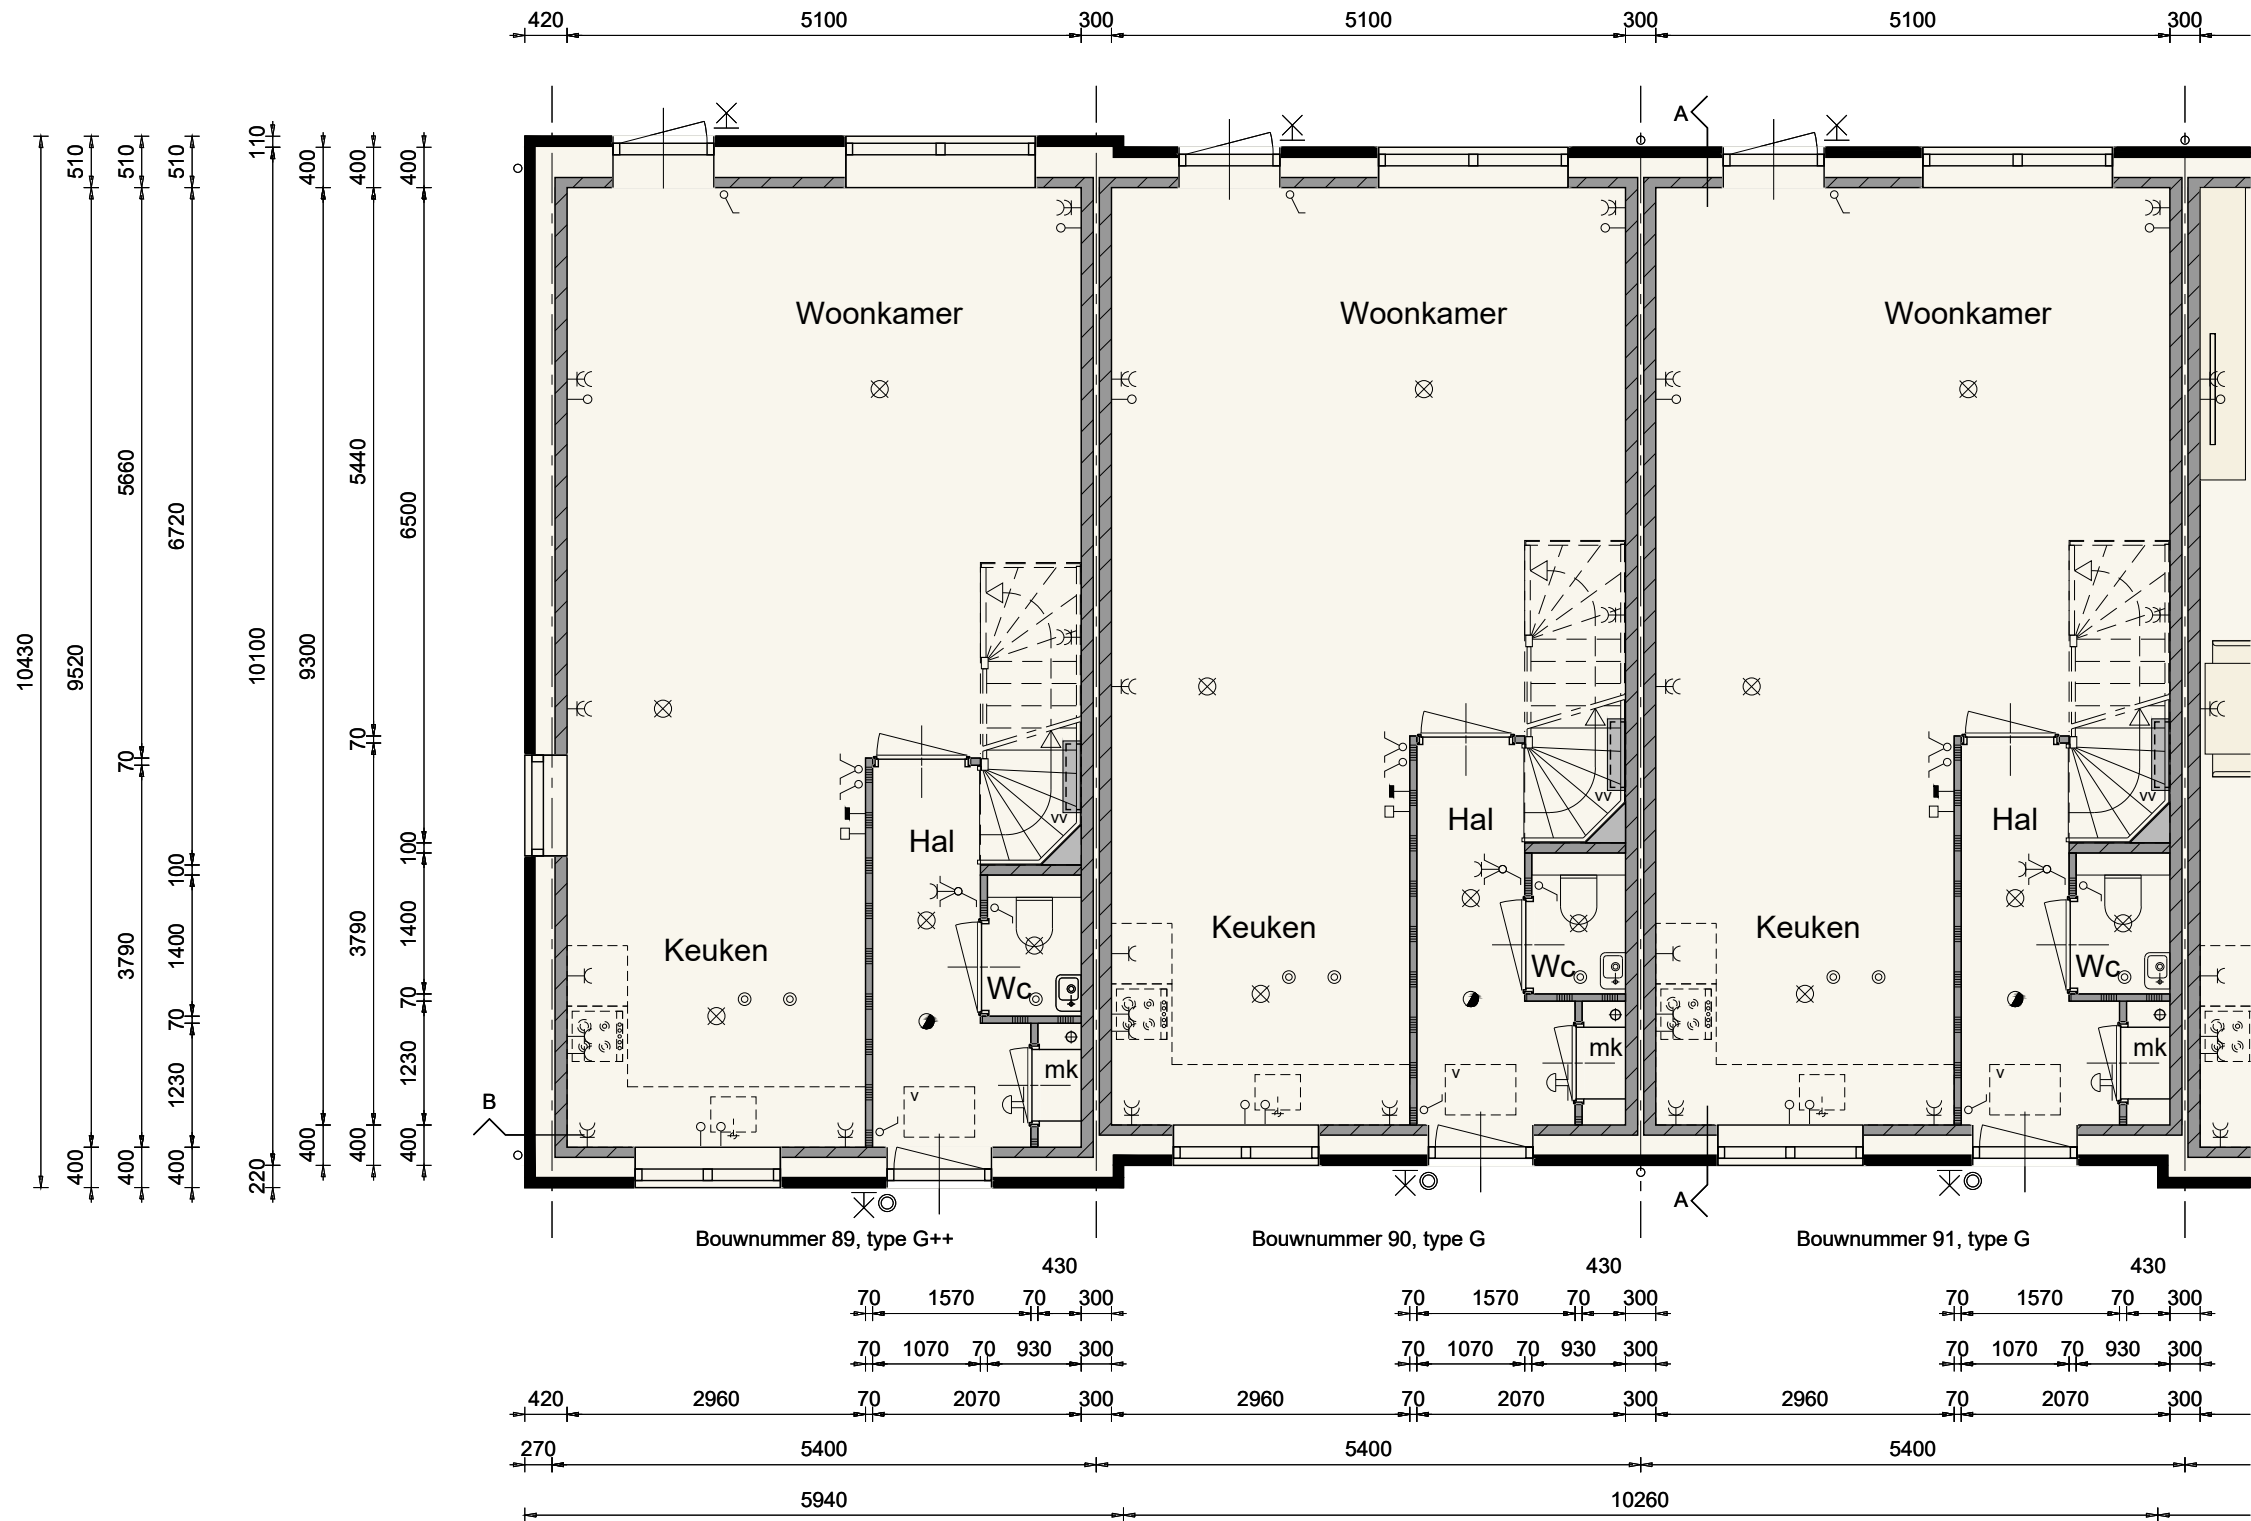 420 5100 300 5100 300 5100 300
A
510 510 510 110 400 400 400
Woonkamer Woonkamer Woonkamer
5660 5440
6720 6500
10430 9520 10100 9300
70 70
vv vv
vv
Hal Hal
Hal
100 100
3790 1400 3790 1400
Keuken Keuken
Keuken
Wc Wc
Wc
70 70
mk mk
mk
1230 1230
v v
v
B
400 400 400 220 400 400 400
A
Bouwnummer 89, type G++ Bouwnummer 90, type G Bouwnummer 91, type G
430 430 430
70 1570 70 300 70 1570 70 300 70 1570 70 300
70 1070 70 930 300 70 1070 70 930 300 70 1070 70 930 300
420 2960 70 2070 300 2960 70 2070 300 2960 70 2070 300
270 5400 5400 5400
5940 10260